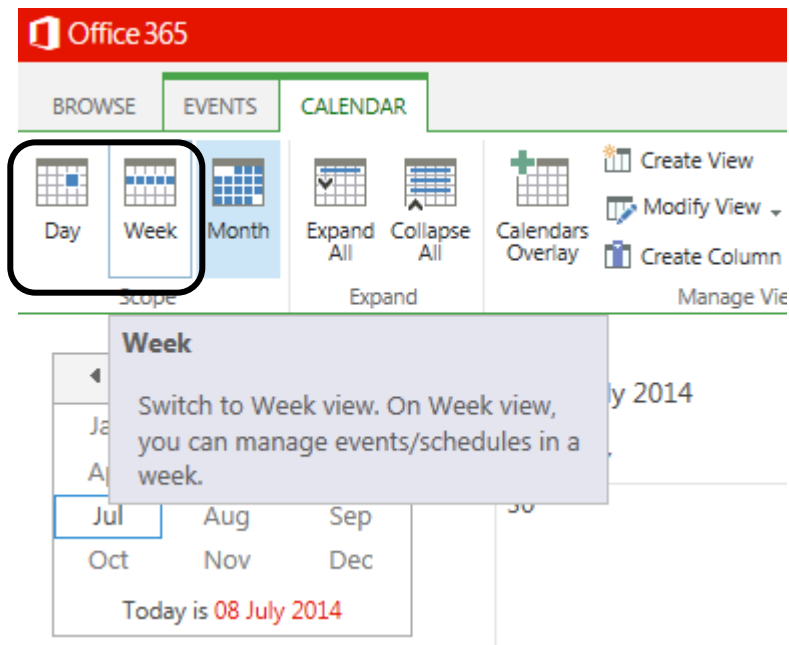 Office 365
BROWSE EVENTS CALENDAR
Day Week Month Expand All Collapse All Calendars Overlay
Create View
Modify View
Create Column
Scope Expand Manage
Week
Switch to Week view. On Week view,
you can manage events/schedules in a
week.
2014
Jul Aug Sep
Oct Nov Dec
Today is 08 July 2014